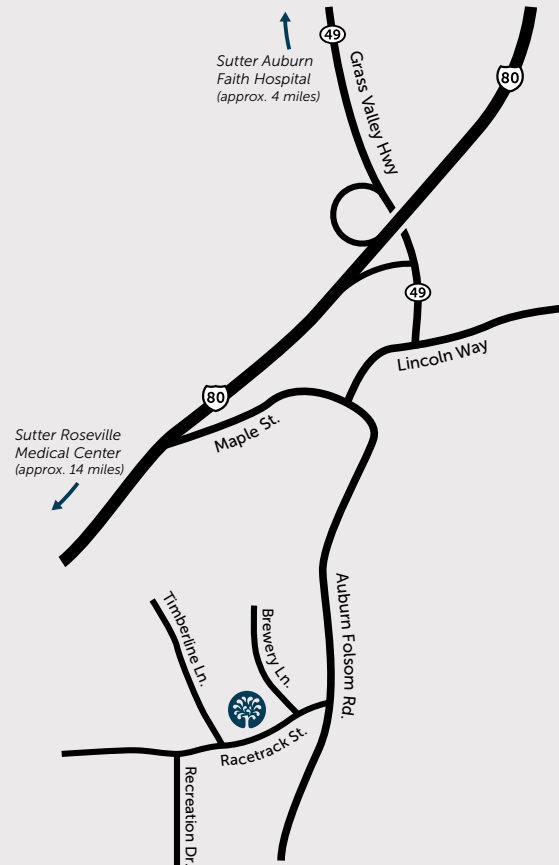 49
80
Sutter Auburn
Faith Hospital
(approx. 4 miles)
Grass Valley Hwy
49
Lincoln Way
80
Maple St.
Sutter Roseville
Medical Center
(approx. 14 miles)
Auburn Folsom Rd.
Timberline Ln.
Brewery Ln.
Racetrack St.
Recreation Dr.